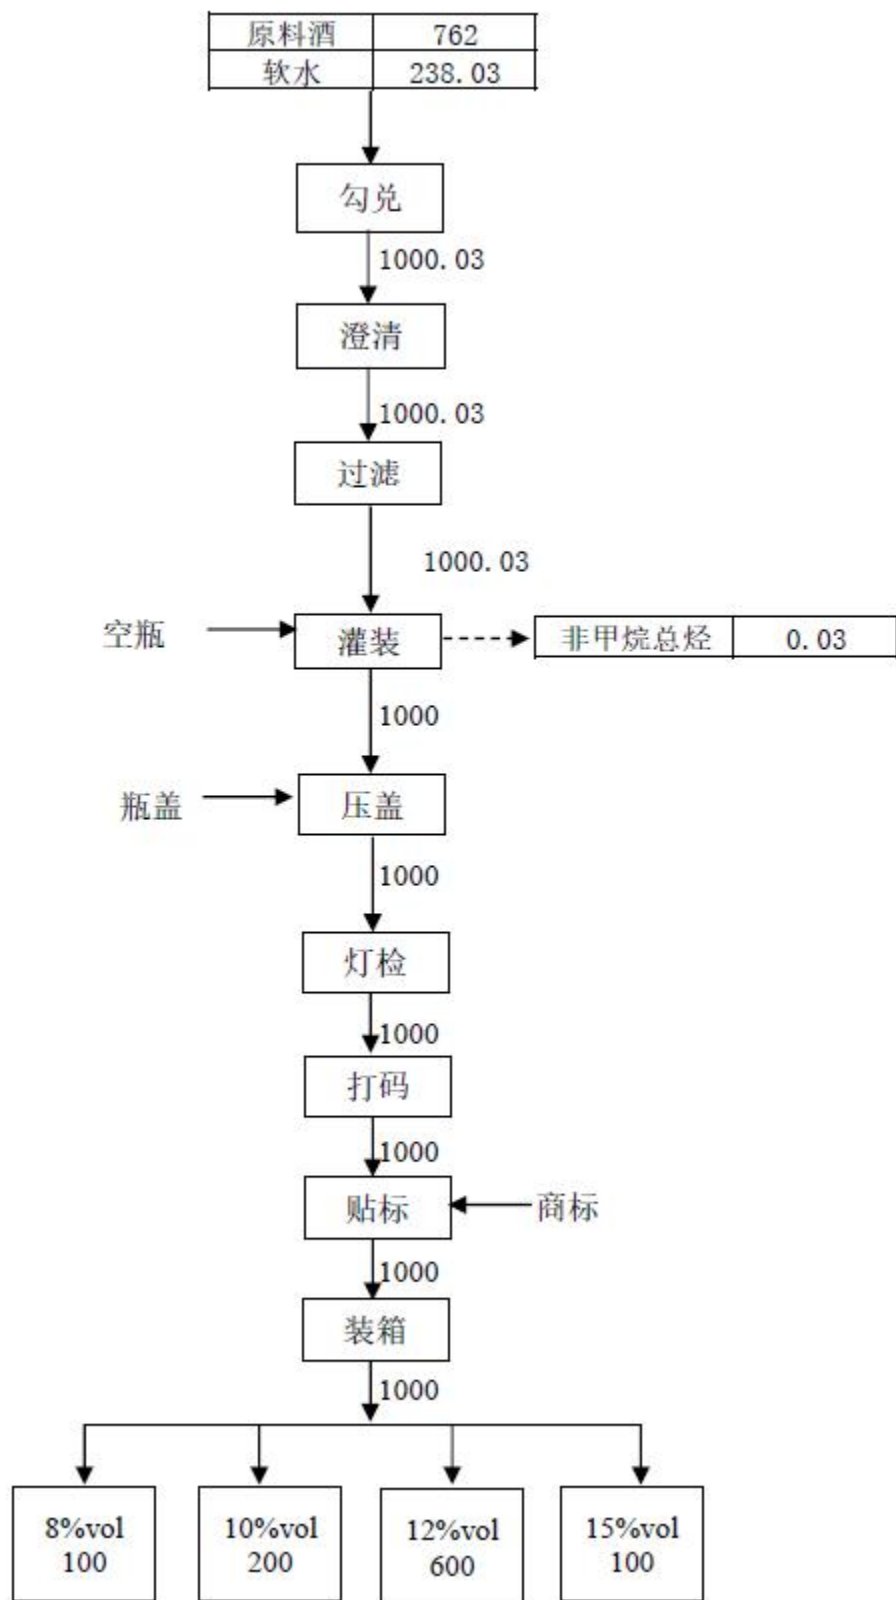 原料酒 762
软水 238.03
勾兑
1000.03
澄清
1000.03
过滤
1000.03
空瓶
灌装
非甲烷总烃 0.03
1000
瓶盖
压盖
1000
灯检
1000
打码
1000
贴标
商标
1000
装箱
1000
8%vol
100
10%vol
200
12%vol
600
15%vol
100